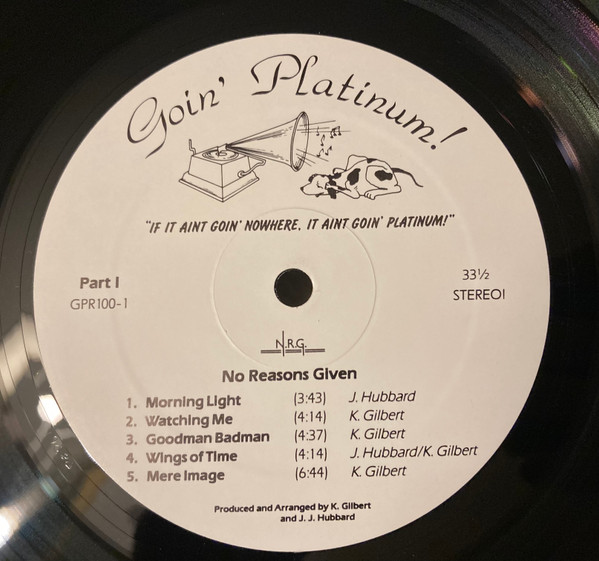 Goin' Platinum!
"IF IT AINT GOIN' NOWHERE, IT AINT GOIN' PLATINUM!"
Part I
GPR100-1
33½
STEREO!
N.R.G.
No Reasons Given
1. Morning Light (3:43) J. Hubbard
2. Watching Me (4:14) K. Gilbert
3. Goodman Badman (4:37) K. Gilbert
4. Wings of Time (4:14) J. Hubbard/K. Gilbert
5. Mere Image (6:44) K. Gilbert
Produced and Arranged by K. Gilbert
and J. J. Hubbard